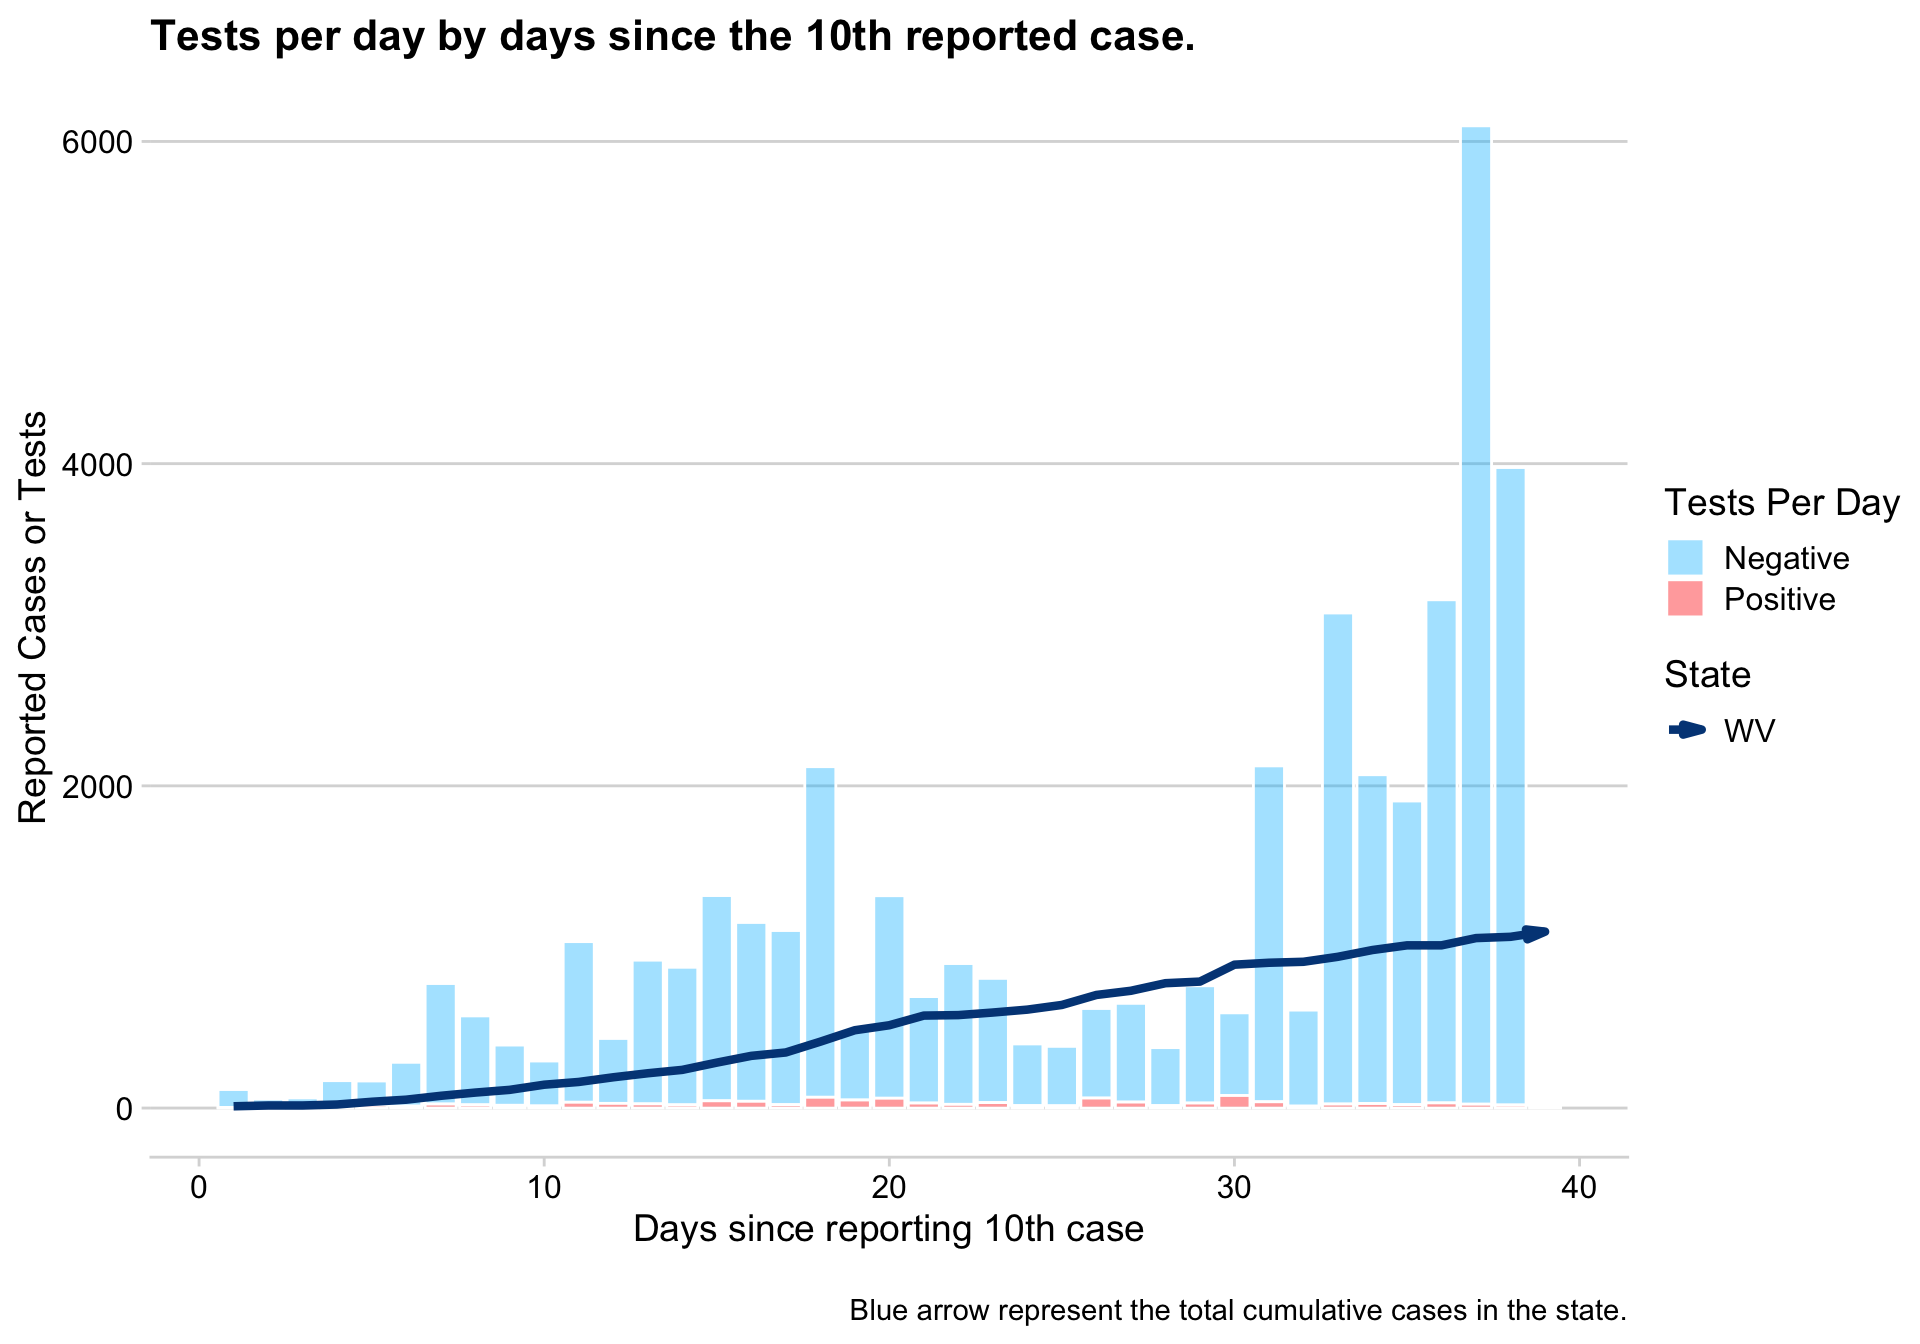 Tests per day by days since the 10th reported case.
Reported Cases or Tests
6000
4000
2000
0
0 10 20 30 40
Days since reporting 10th case
Tests Per Day
Negative
Positive
State
WV
Blue arrow represent the total cumulative cases in the state.